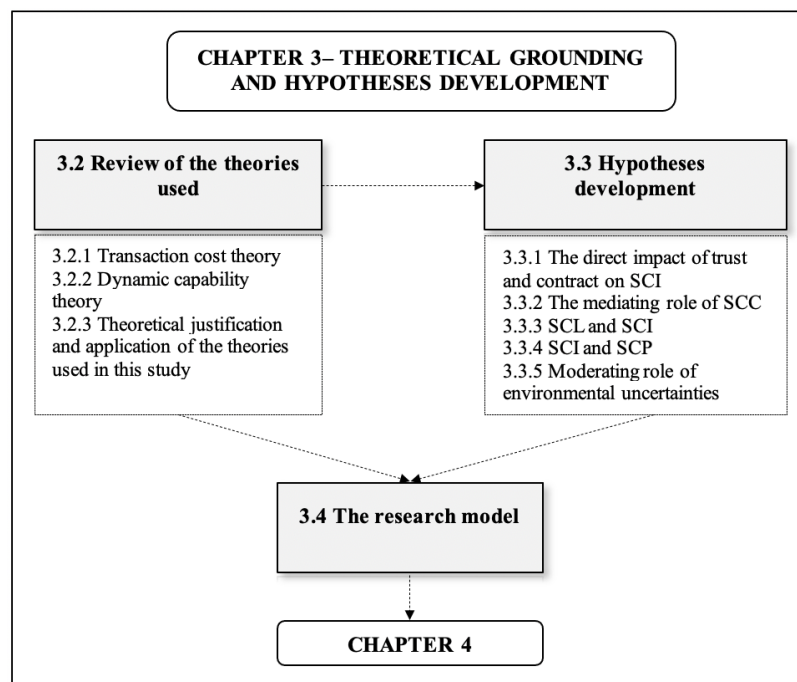 CHAPTER 3– THEORETICAL GROUNDING
AND HYPOTHESES DEVELOPMENT
3.2 Review of the theories
used
3.2.1 Transaction cost theory
3.2.2 Dynamic capability
theory
3.2.3 Theoretical justification
and application of the theories
used in this study
3.3 Hypotheses
development
3.3.1 The direct impact of trust
and contract on SCI
3.3.2 The mediating role of SCC
3.3.3 SCL and SCI
3.3.4 SCI and SCP
3.3.5 Moderating role of
environmental uncertainties
3.4 The research model
CHAPTER 4